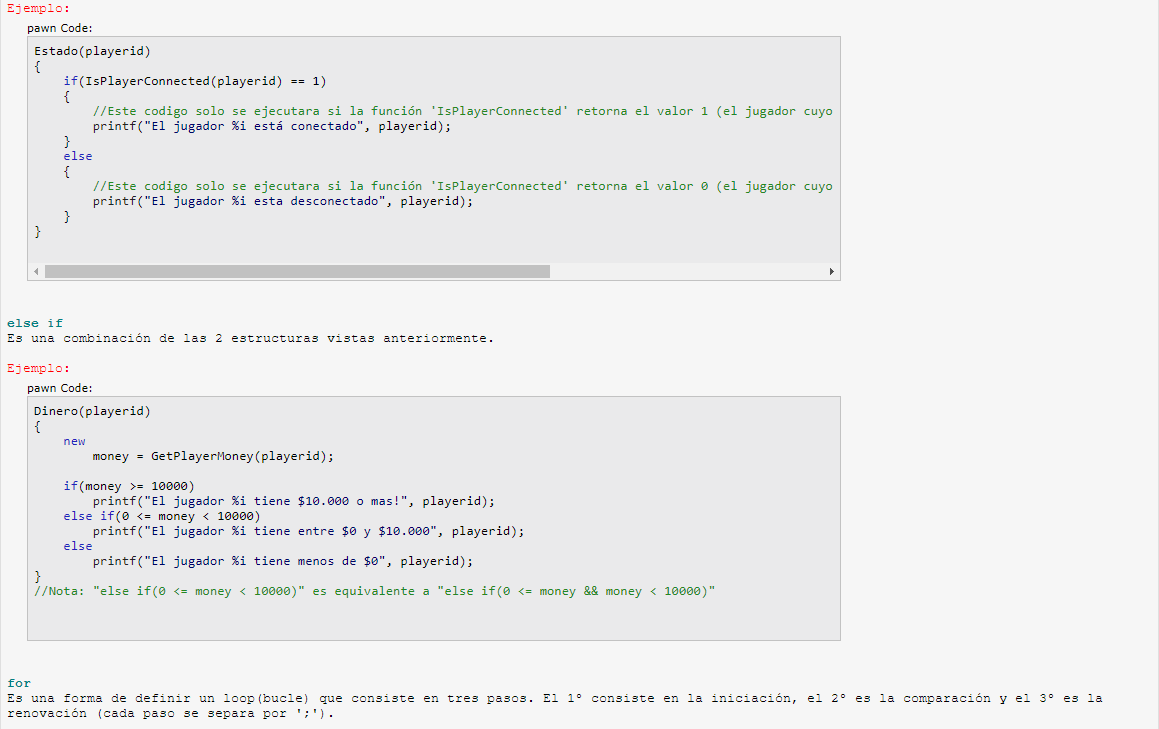 Ejemplo:
pawn Code:
Estado(playerid)
{
    if(IsPlayerConnected(playerid) == 1)
    {
        //Este codigo solo se ejecutara si la función 'IsPlayerConnected' retorna el valor 1 (el jugador cuyo
        printf("El jugador %i está conectado", playerid);
    }
    else
    {
        //Este codigo solo se ejecutara si la función 'IsPlayerConnected' retorna el valor 0 (el jugador cuyo
        printf("El jugador %i esta desconectado", playerid);
    }
}
else if
Es una combinación de las 2 estructuras vistas anteriormente.
Ejemplo:
pawn Code:
Dinero(playerid)
{
    new
        money = GetPlayerMoney(playerid);
    if(money >= 10000)
        printf("El jugador %i tiene $10.000 o mas!", playerid);
    else if(0 <= money < 10000)
        printf("El jugador %i tiene entre $0 y $10.000", playerid);
    else
        printf("El jugador %i tiene menos de $0", playerid);
}
//Nota: "else if(0 <= money < 10000)" es equivalente a "else if(0 <= money && money < 10000)"
for
Es una forma de definir un loop(bucle) que consiste en tres pasos. El 1° consiste en la iniciación, el 2° es la comparación y el 3° es la
renovación (cada paso se separa por ';').